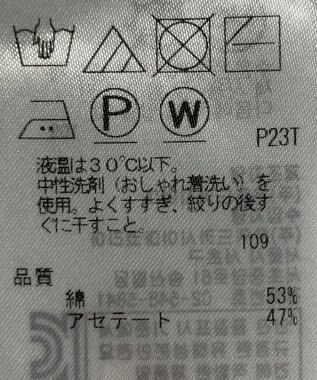 P
W
P23T
液温は30℃以下。
中性洗剤（おしゃれ着洗い）を
使用。よくすすぎ、絞りの後す
ぐに干すこと。
109
品質
綿 53%
アセテート 47%